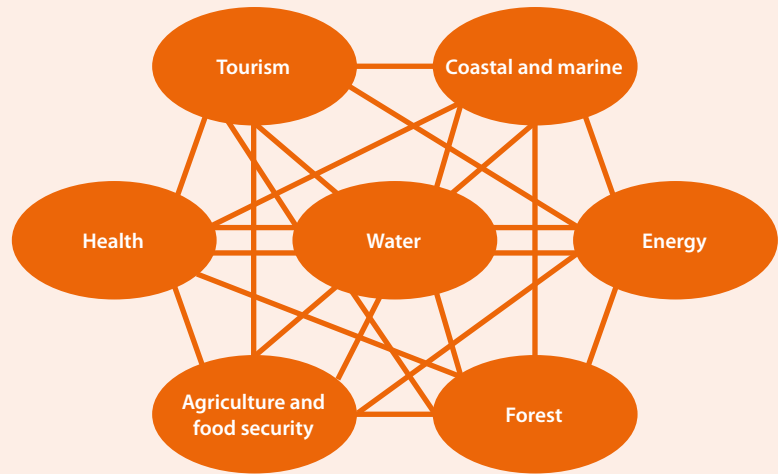 Tourism
Coastal and marine
Health
Water
Energy
Agriculture and
food security
Forest